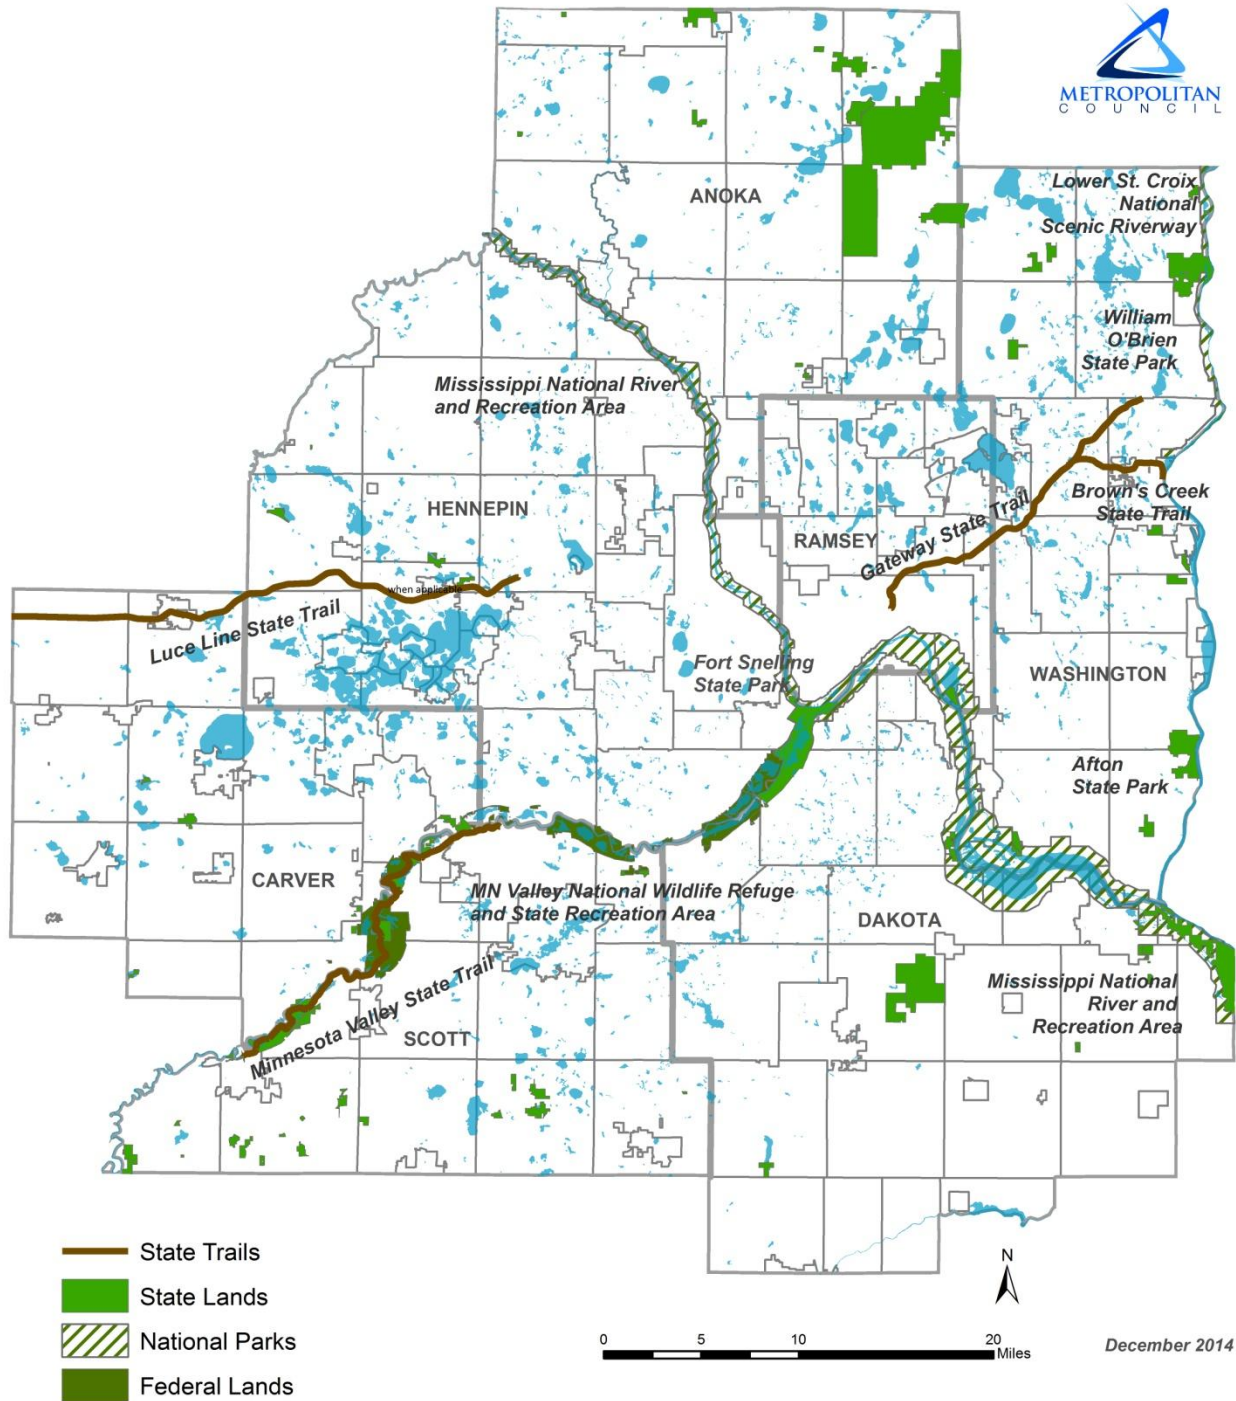 METROPOLITAN
COUNCIL
Lower St. Croix
National
Scenic Riverway
ANOKA
William
O'Brien
State Park
Mississippi National River
and Recreation Area
HENNEPIN
Brown's Creek
State Trail
RAMSEY
Gateway State Trail
when applicable
Luce Line State Trail
Fort Snelling
State Park
WASHINGTON
Afton
State Park
CARVER
MN Valley National Wildlife Refuge
and State Recreation Area
DAKOTA
Minnesota Valley State Trail
Mississippi National
River and
Recreation Area
SCOTT
State Trails
State Lands
National Parks
Federal Lands
N
0 5 10 20
Miles
December 2014